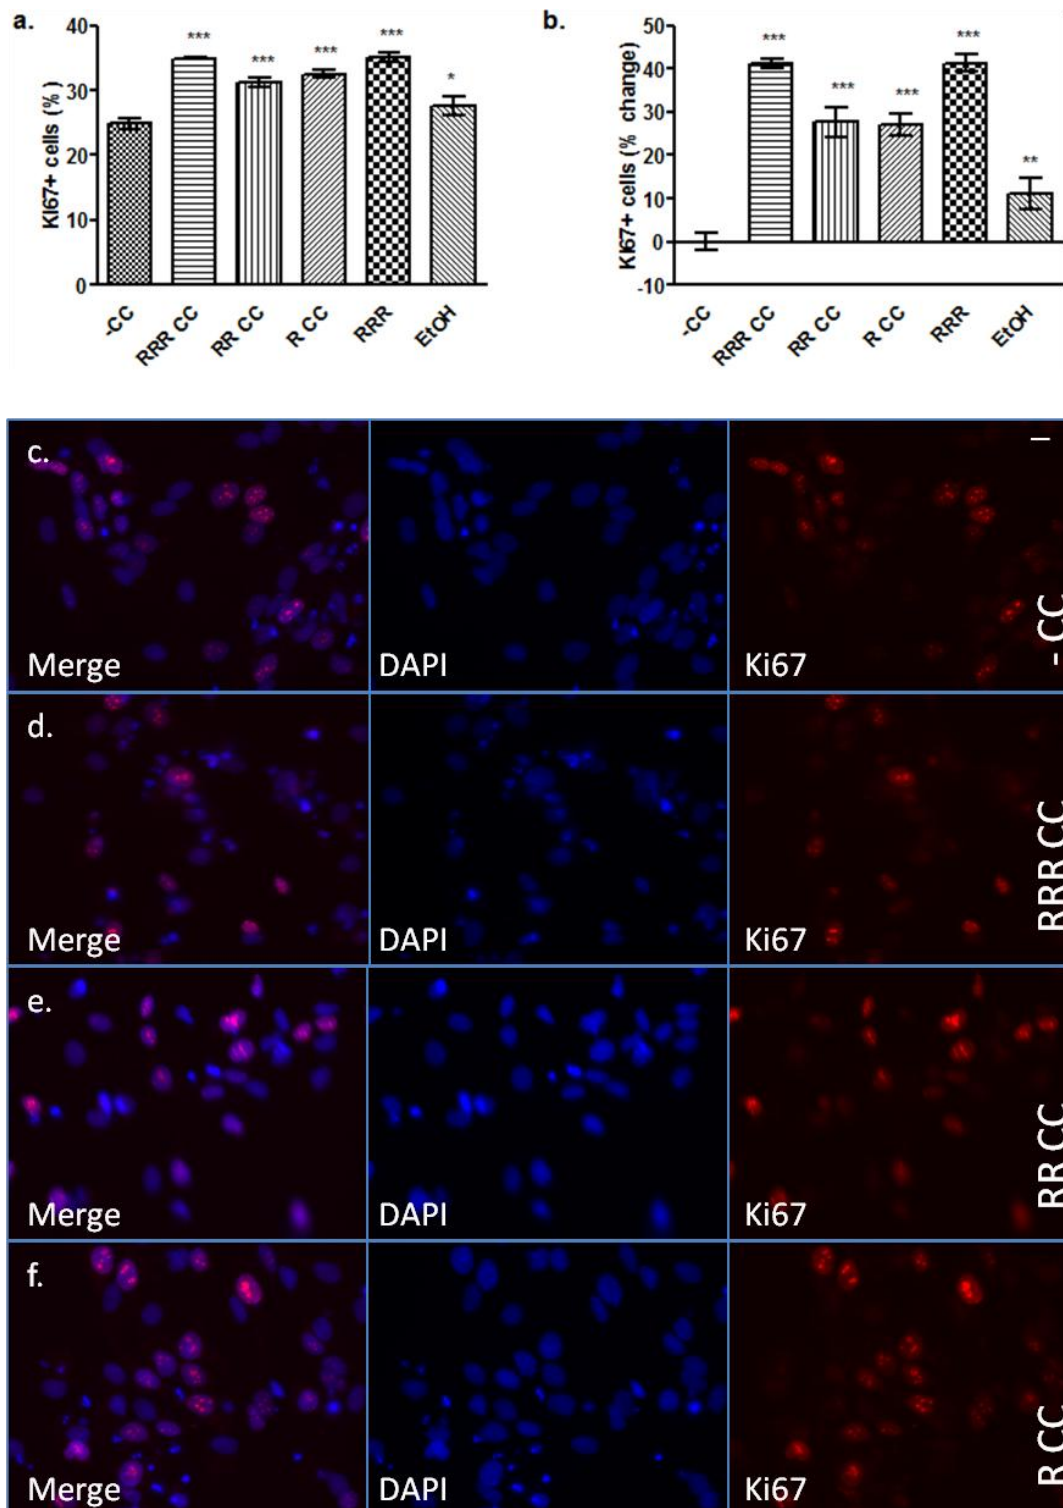 a.
KI67+ cells (%)
40
30
20
10
0
***
***
***
***
*
-CC
RRR CC
RR CC
R CC
RRR
EtOH
b.
KI67+ cells (% change)
50
40
30
20
10
0
-10
***
***
***
***
**
-CC
RRR CC
RR CC
R CC
RRR
EtOH
c.
Merge
DAPI
Ki67
- CC
d.
Merge
DAPI
Ki67
RRR CC
e.
Merge
DAPI
Ki67
RR CC
f.
Merge
DAPI
Ki67
R CC